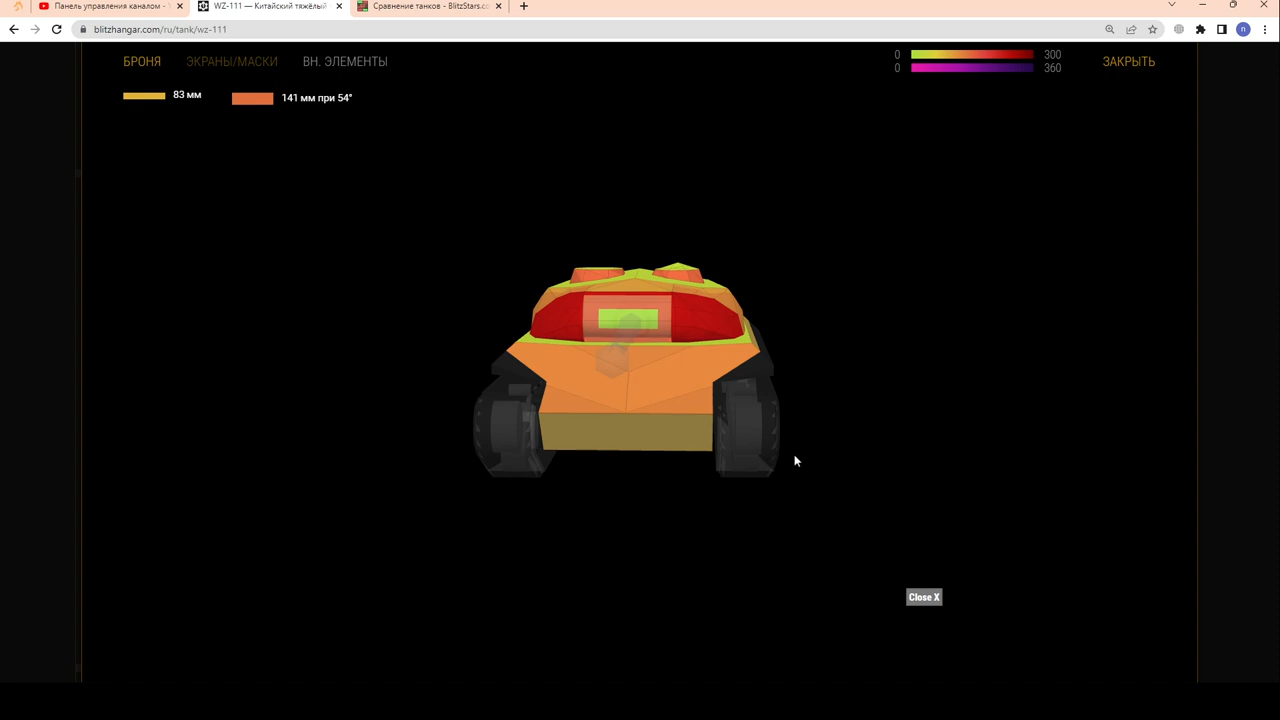 Панель управления каналом -
WZ-111 — Китайский тяжёлый
Сравнение танков - BlitzStars.co
blitzhangar.com/ru/tank/wz-111
n
БРОНЯ
ЭКРАНЫ/МАСКИ
ВН. ЭЛЕМЕНТЫ
0
300
0
360
ЗАКРЫТЬ
83 мм
141 мм при 54°
Close X